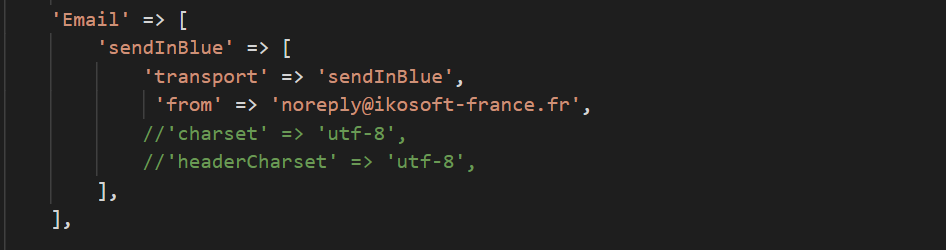 'Email' => [
'sendInBlue' => [
'transport' => 'sendInBlue',
'from' => 'noreply@ikosoft-france.fr',
//'charset' => 'utf-8',
//'headerCharset' => 'utf-8',
],
],